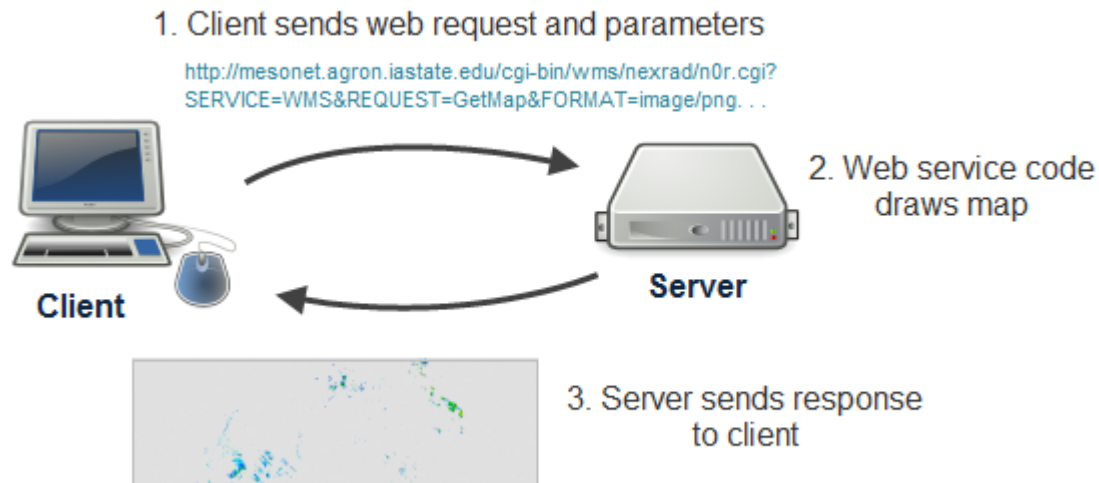 1. Client sends web request and parameters
http://mesonet.agron.iastate.edu/cgi-bin/wms/nexrad/n0r.cgi?
SERVICE=WMS&REQUEST=GetMap&FORMAT=image/png. . .
2. Web service code
draws map
Client
Server
3. Server sends response
to client